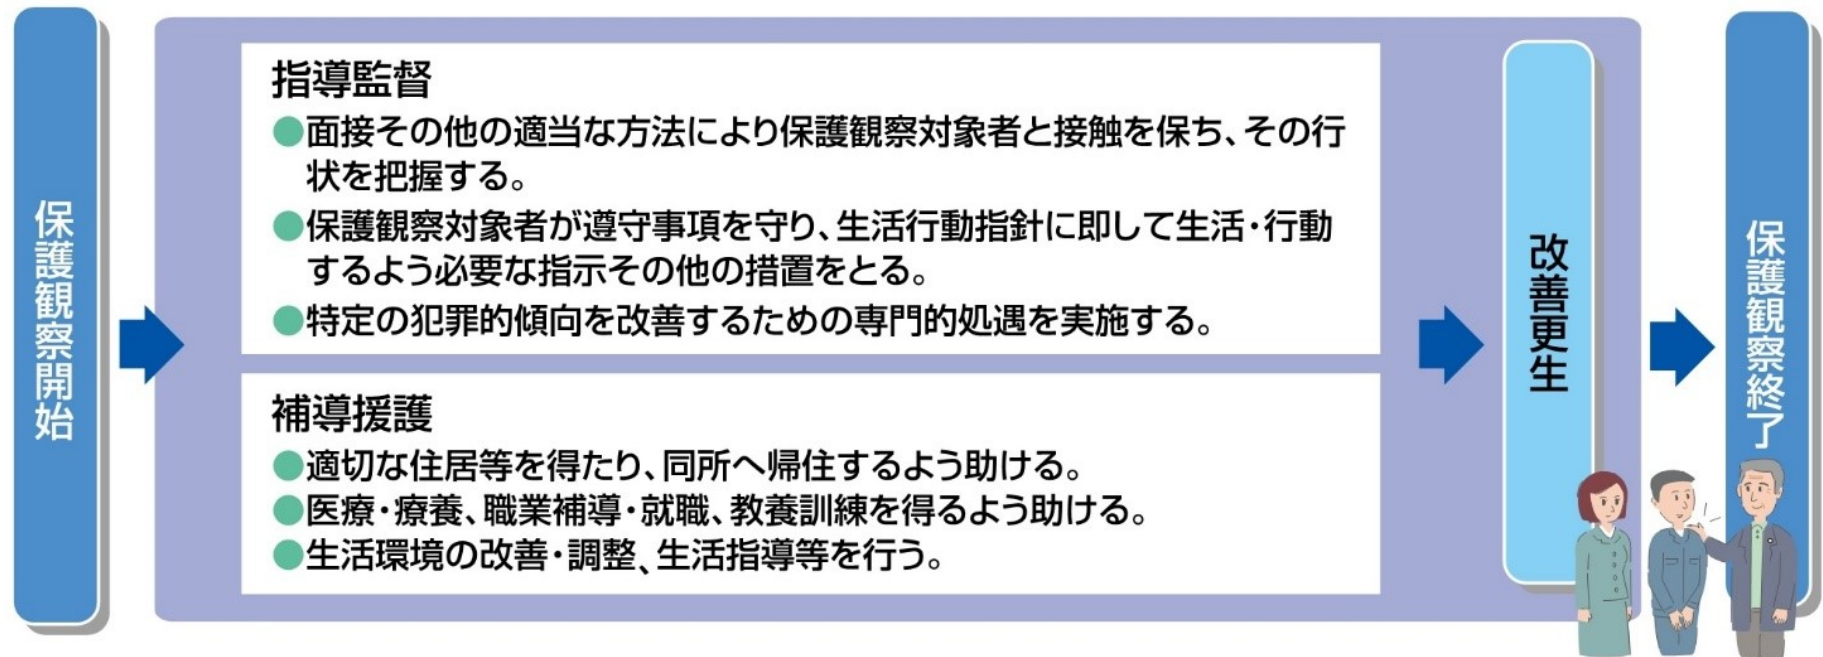 保護観察開始
指導監督
●面接その他の適当な方法により保護観察対象者と接触を保ち、その行
状を把握する。
●保護観察対象者が遵守事項を守り、生活行動指針に即して生活・行動
するよう必要な指示その他の措置をとる。
●特定の犯罪的傾向を改善するための専門的処遇を実施する。
補導援護
●適切な住居等を得たり、同所へ帰住するよう助ける。
●医療・療養、職業補導・就職、教養訓練を得るよう助ける。
●生活環境の改善・調整、生活指導等を行う。
改善更生
保護観察終了